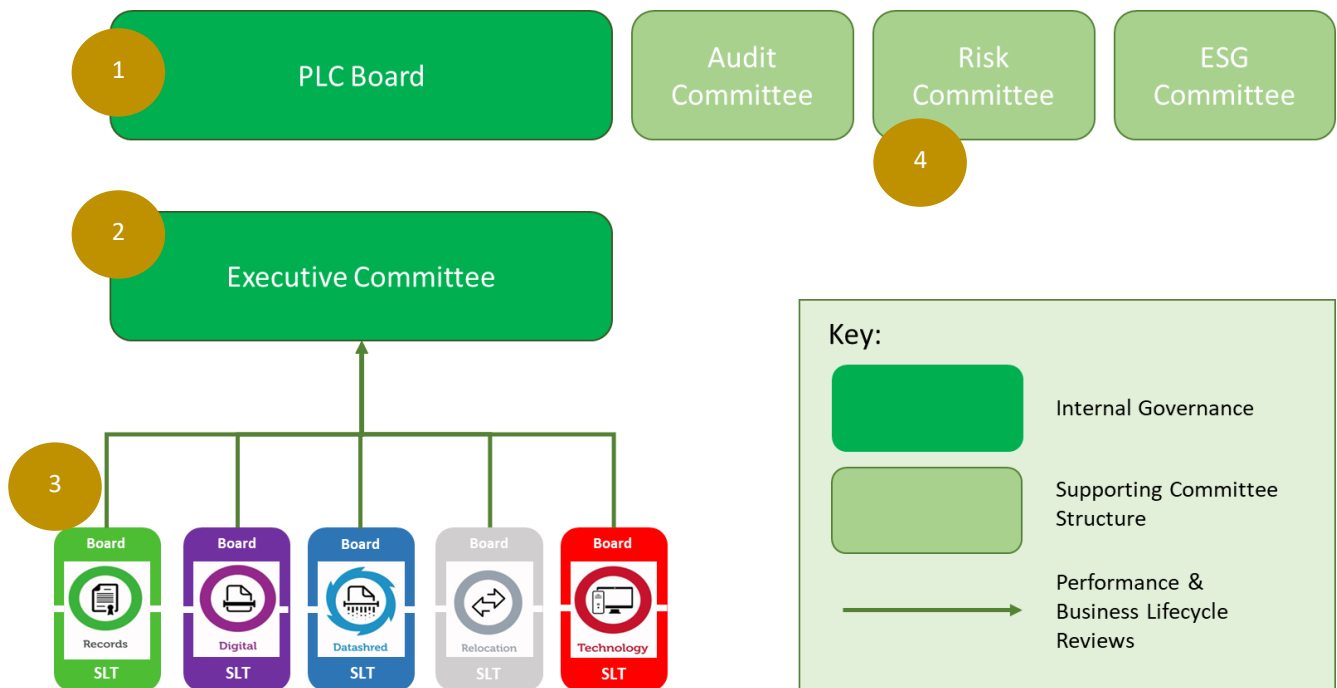 1
PLC Board
Audit
Committee
Risk
Committee
ESG
Committee
4
2
Executive Committee
Key:
Internal Governance
Supporting Committee
Structure
Performance &
Business Lifecycle
Reviews
3
Board
Records
SLT
Board
Digital
SLT
Board
Datashred
SLT
Board
Relocation
SLT
Board
Technology
SLT